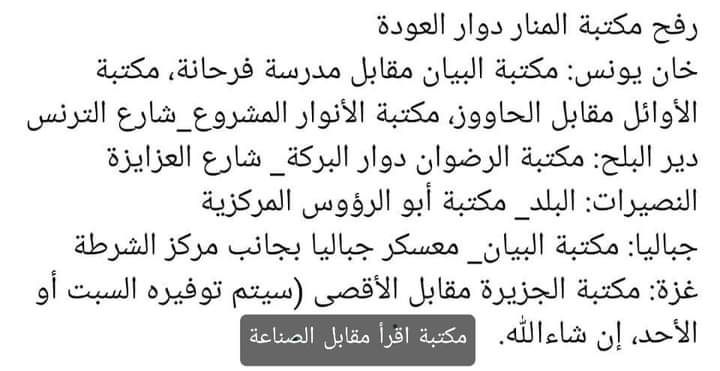 رفح مكتبة المنار دوار العودة
خان يونس: مكتبة البيان مقابل مدرسة فرحانة، مكتبة
الأوائل مقابل الحاووز، مكتبة الأنوار المشروع_شارع الترنس
دير البلح: مكتبة الرضوان دوار البركة_ شارع العزايزة
النصيرات: البلد_ مكتبة أبو الرؤوس المركزية
جباليا: مكتبة البيان_ معسكر جباليا بجانب مركز الشرطة
غزة: مكتبة الجزيرة مقابل الأقصى (سيتم توفيره السبت أو
الأحد، إن شاءالله.
مكتبة اقرأ مقابل الصناعة